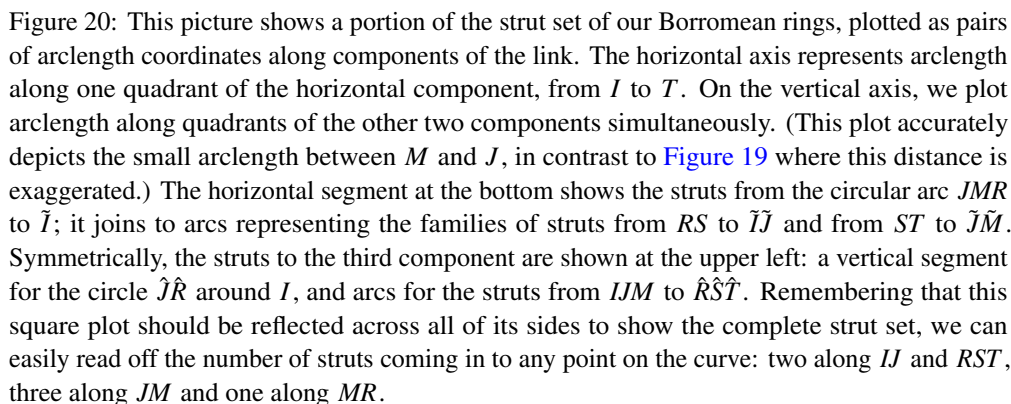 Figure 20: This picture shows a portion of the strut set of our Borromean rings, plotted as pairs
of arclength coordinates along components of the link. The horizontal axis represents arclength
along one quadrant of the horizontal component, from I to T. On the vertical axis, we plot
arclength along quadrants of the other two components simultaneously. (This plot accurately
depicts the small arclength between M and J, in contrast to Figure 19 where this distance is
exaggerated.) The horizontal segment at the bottom shows the struts from the circular arc JMR
to Ĩ; it joins to arcs representing the families of struts from RS to ĨJ̃ and from ST to J̃M̃.
Symmetrically, the struts to the third component are shown at the upper left: a vertical segment
for the circle ĴR̂ around I, and arcs for the struts from IJM to R̂ŜT̂. Remembering that this
square plot should be reflected across all of its sides to show the complete strut set, we can
easily read off the number of struts coming in to any point on the curve: two along IJ and RST,
three along JM and one along MR.